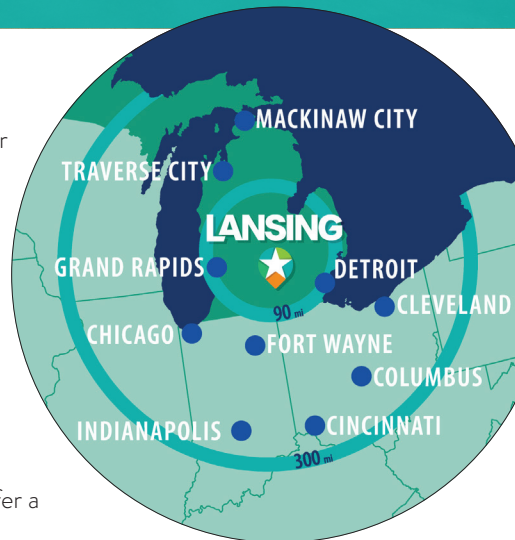 MACKINAW CITY
r
TRAVERSE CITY
LANSING
GRAND RAPIDS
DETROIT
90 mi
CLEVELAND
CHICAGO
FORT WAYNE
COLUMBUS
INDIANAPOLIS
CINCINNATI
300 mi
er a